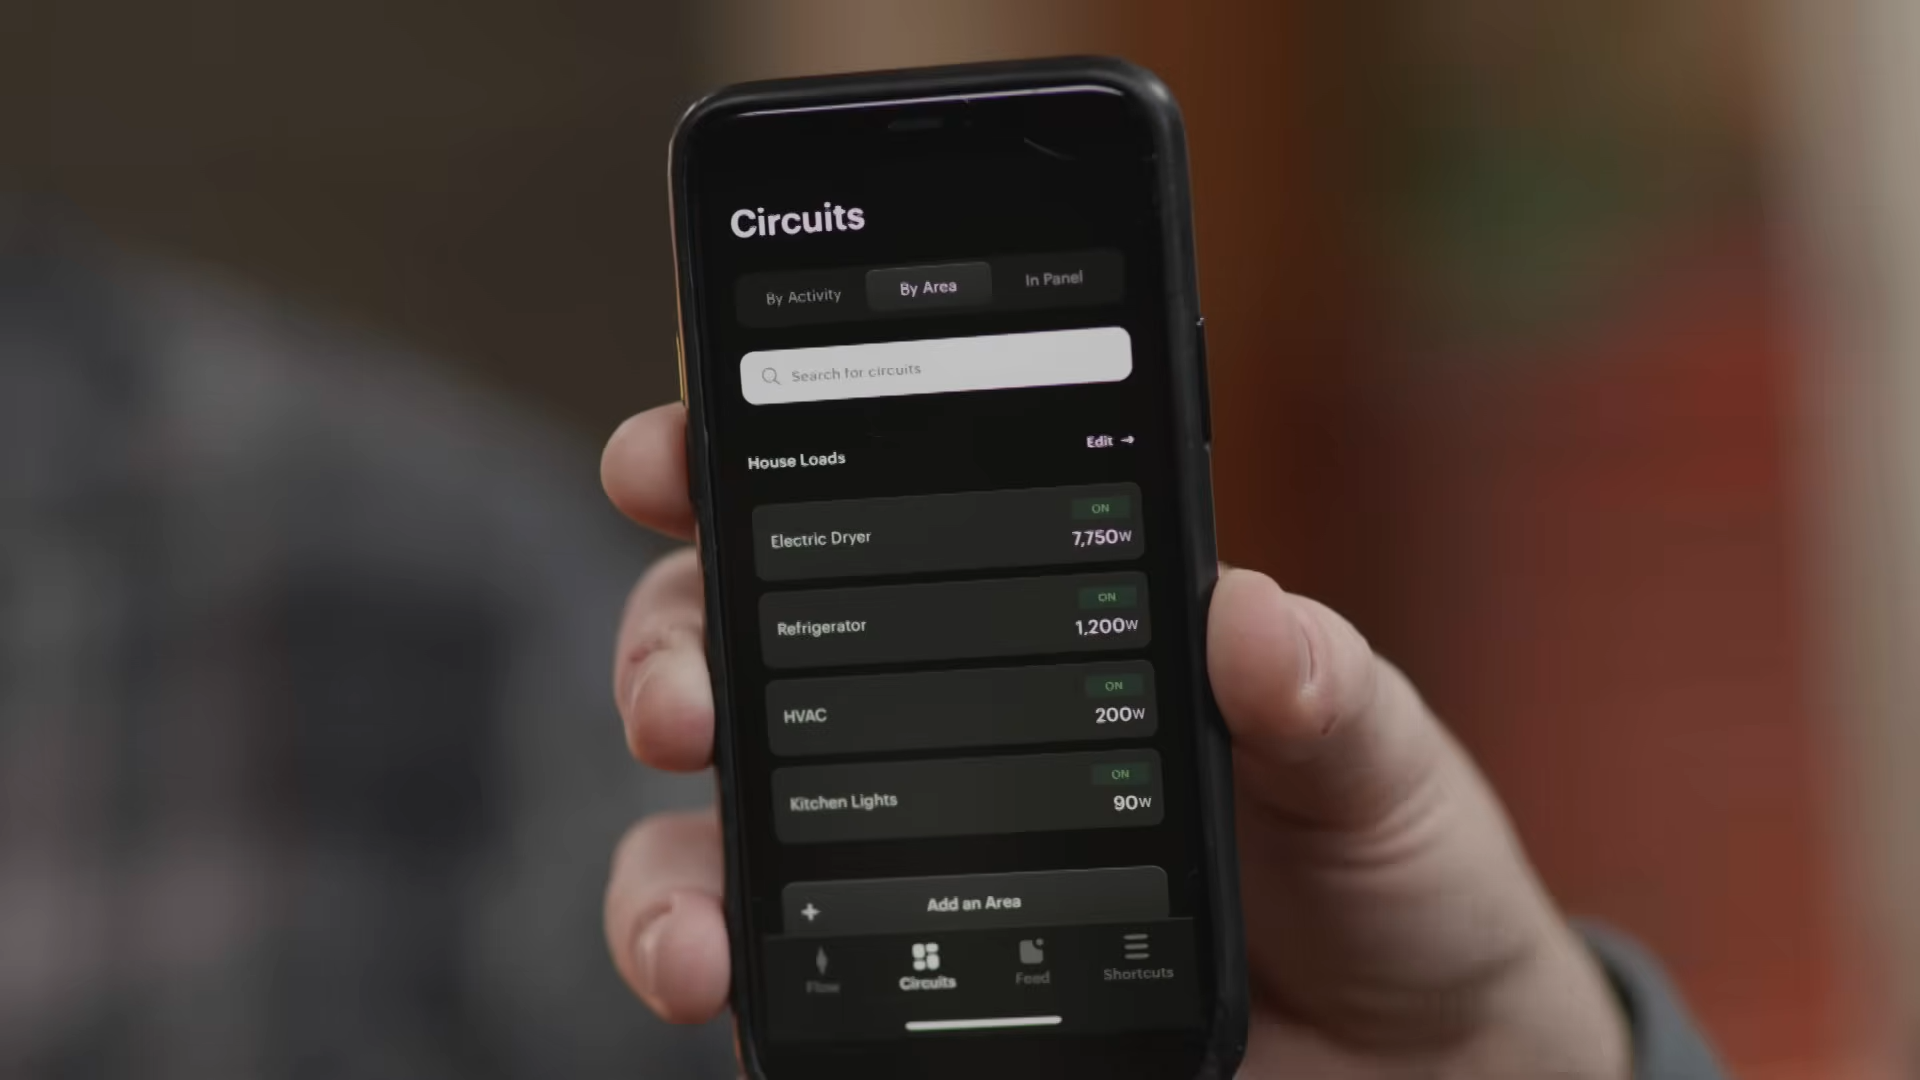 Circuits
By Activity
By Area
In Panel
Search for circuits
House Loads
Edit →
Electric Dryer
ON
7,750W
Refrigerator
ON
1,200W
HVAC
ON
200W
Kitchen Lights
ON
90W
+ Add an Area
Flow
Circuits
Feed
Shortcuts